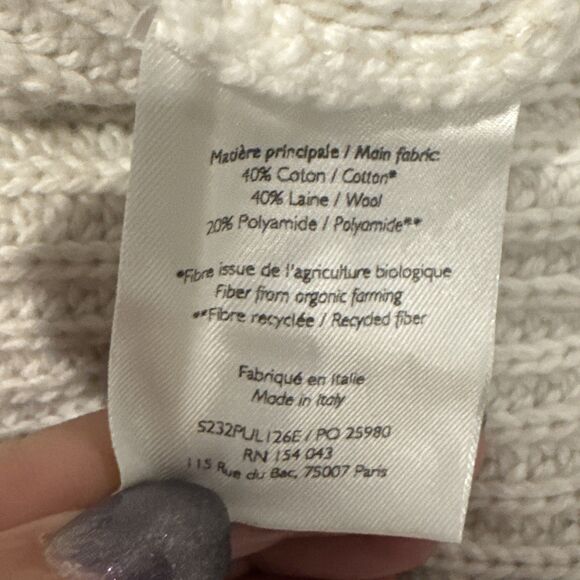 Matière principale / Main fabric:
40% Coton / Cotton*
40% Laine / Wool
20% Polyamide / Polyamide**
*Fibre issue de l'agriculture biologique
Fiber from organic farming
**Fibre recyclée / Recycled fiber
Fabriqué en Italie
Made in Italy
S232PUL126E / PO 25980
RN 154 043
115 Rue du Bac, 75007 Paris